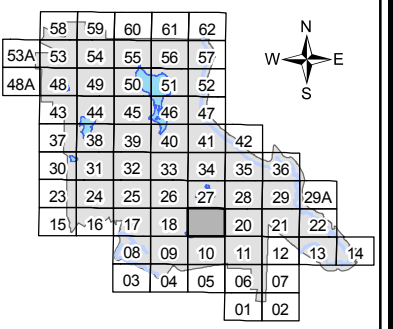 58 59 60 61 62
N
53A 53 54 55 56 57
W E
48A 48 49 50 51 52
S
43 44 45 46 47
37 38 39 40 41 42
30 31 32 33 34 35 36
23 24 25 26 27 28 29 29A
15 16 17 18 20 21 22
08 09 10 11 12 13 14
03 04 05 06 07
01 02